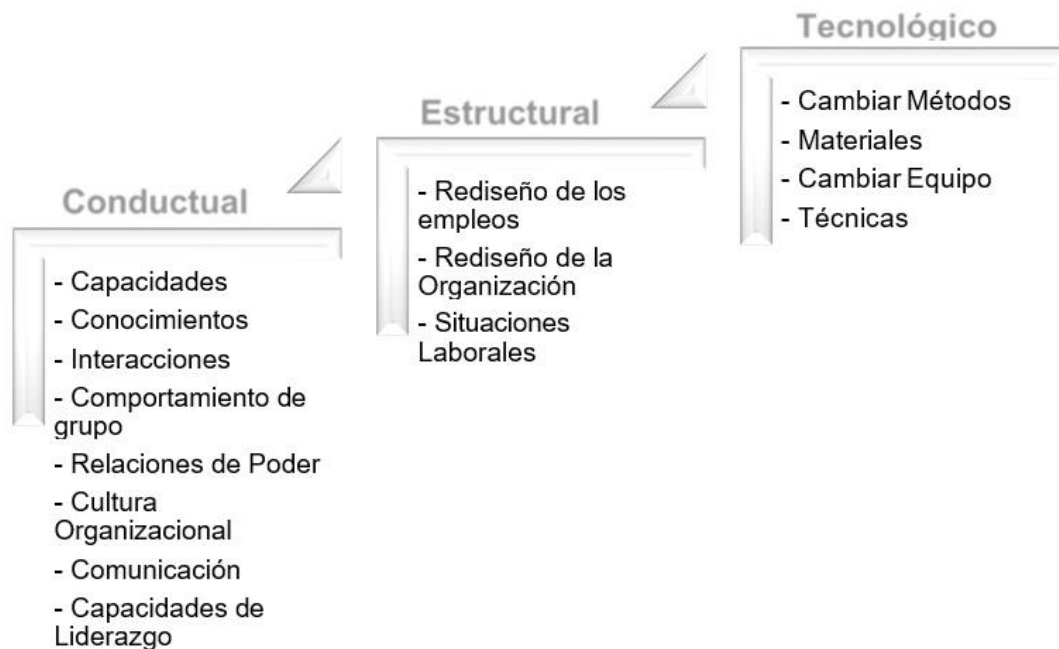 Conductual
- Capacidades
- Conocimientos
- Interacciones
- Comportamiento de
grupo
- Relaciones de Poder
- Cultura
Organizacional
- Comunicación
- Capacidades de
Liderazgo
Estructural
- Rediseño de los
empleos
- Rediseño de la
Organización
- Situaciones
Laborales
Tecnológico
- Cambiar Métodos
- Materiales
- Cambiar Equipo
- Técnicas